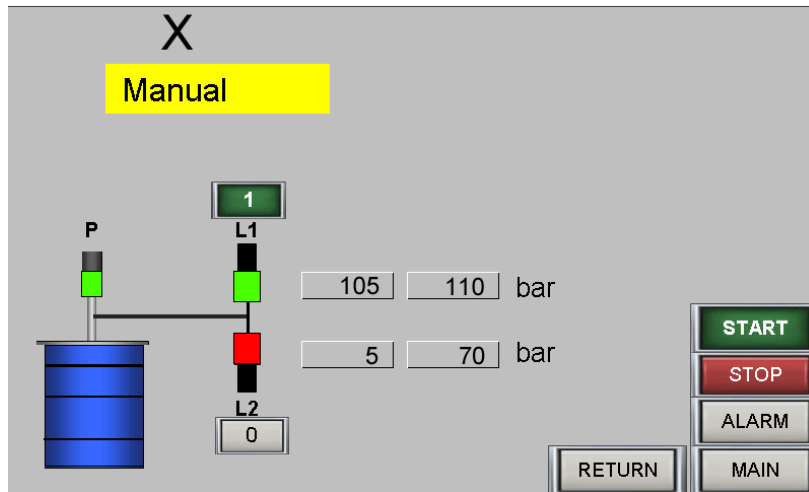 X
Manual
1
P
L1
105 110 bar
5 70 bar
L2
0
START
STOP
ALARM
RETURN MAIN